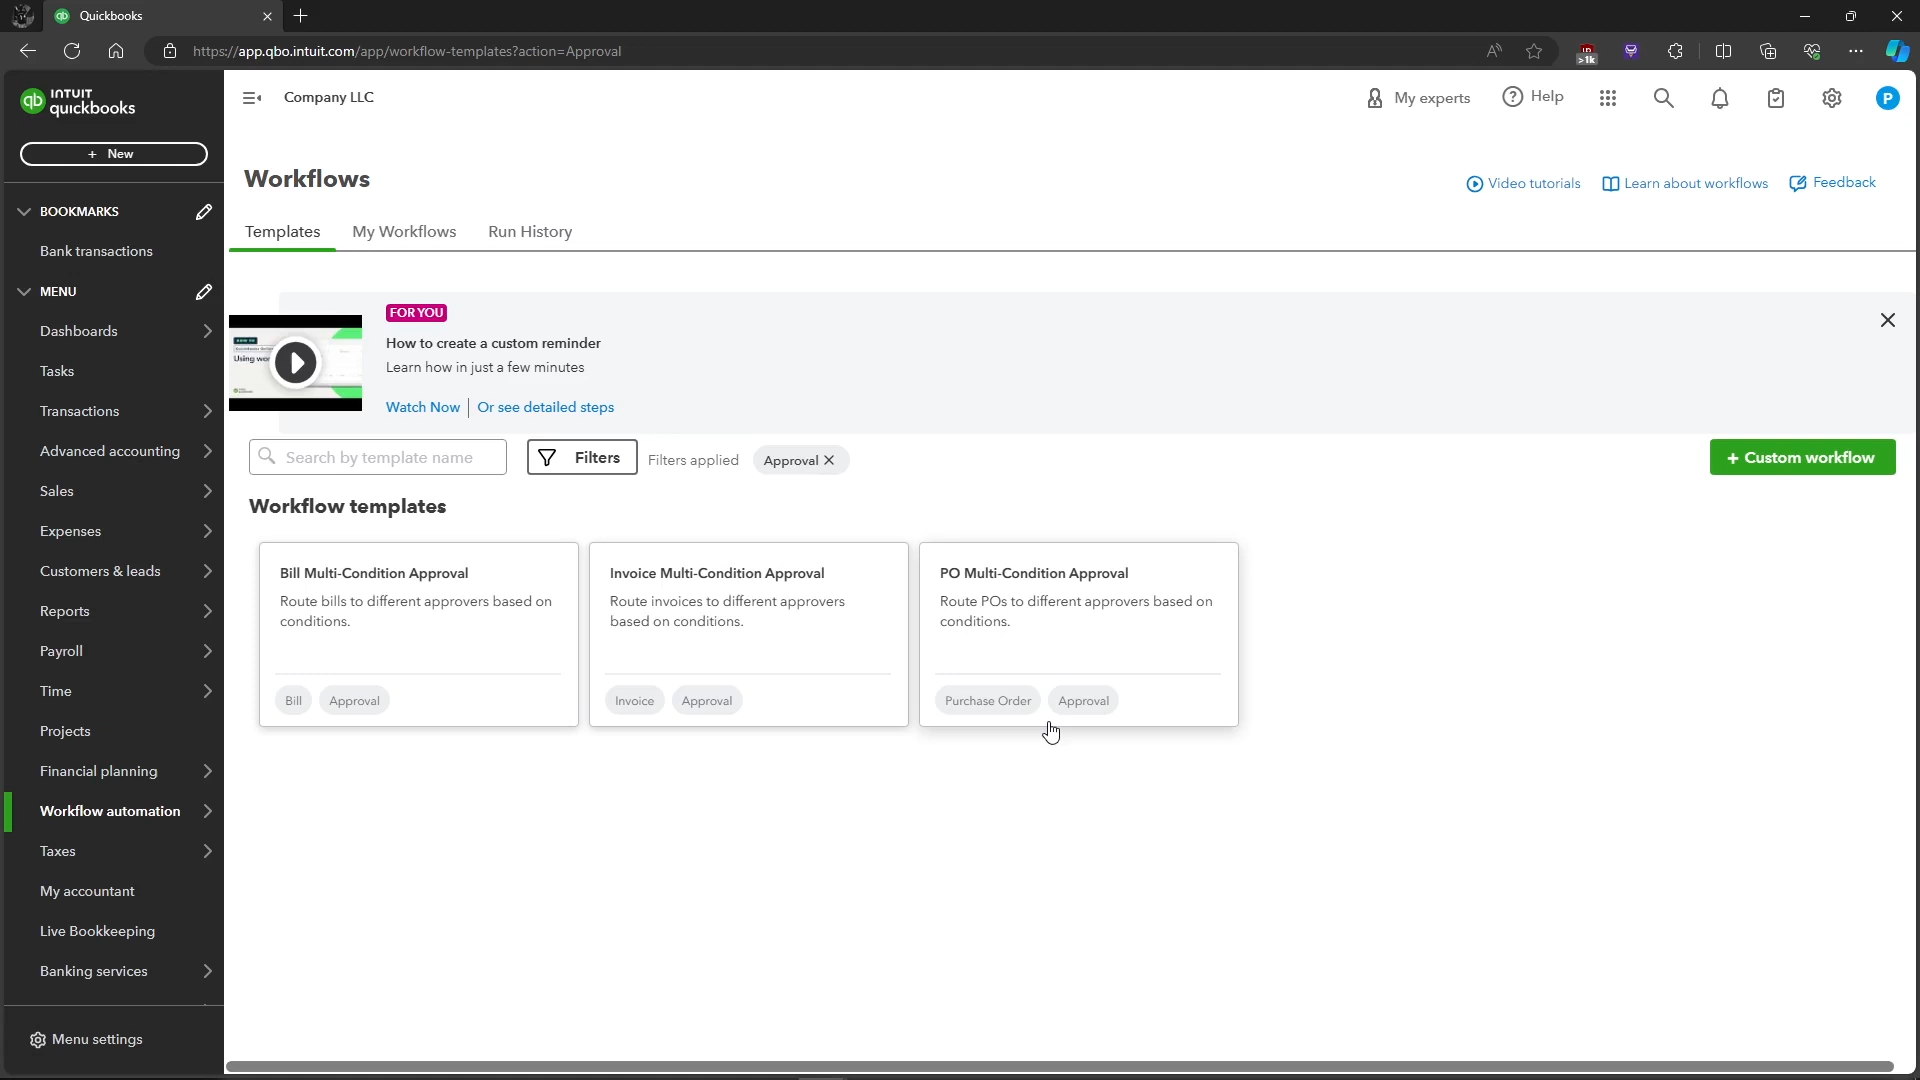 Quickbooks
https://app.qbo.intuit.com/app/workflow-templates?action=Approval
>1k
INTUIT
quickbooks
Company LLC
My experts
Help
P
+ New
Workflows
Video tutorials
Learn about workflows
Feedback
BOOKMARKS
Bank transactions
MENU
Dashboards
Tasks
Transactions
Advanced accounting
Sales
Expenses
Customers & leads
Reports
Payroll
Time
Projects
Financial planning
Workflow automation
Taxes
My accountant
Live Bookkeeping
Banking services
Menu settings
Templates My Workflows Run History
FOR YOU
How to create a custom reminder
Learn how in just a few minutes
Watch Now Or see detailed steps
Search by template name
Filters
Filters applied
Approval
+ Custom workflow
Workflow templates
Bill Multi-Condition Approval
Route bills to different approvers based on
conditions.
Bill Approval
Invoice Multi-Condition Approval
Route invoices to different approvers
based on conditions.
Invoice Approval
PO Multi-Condition Approval
Route POs to different approvers based on
conditions.
Purchase Order Approval